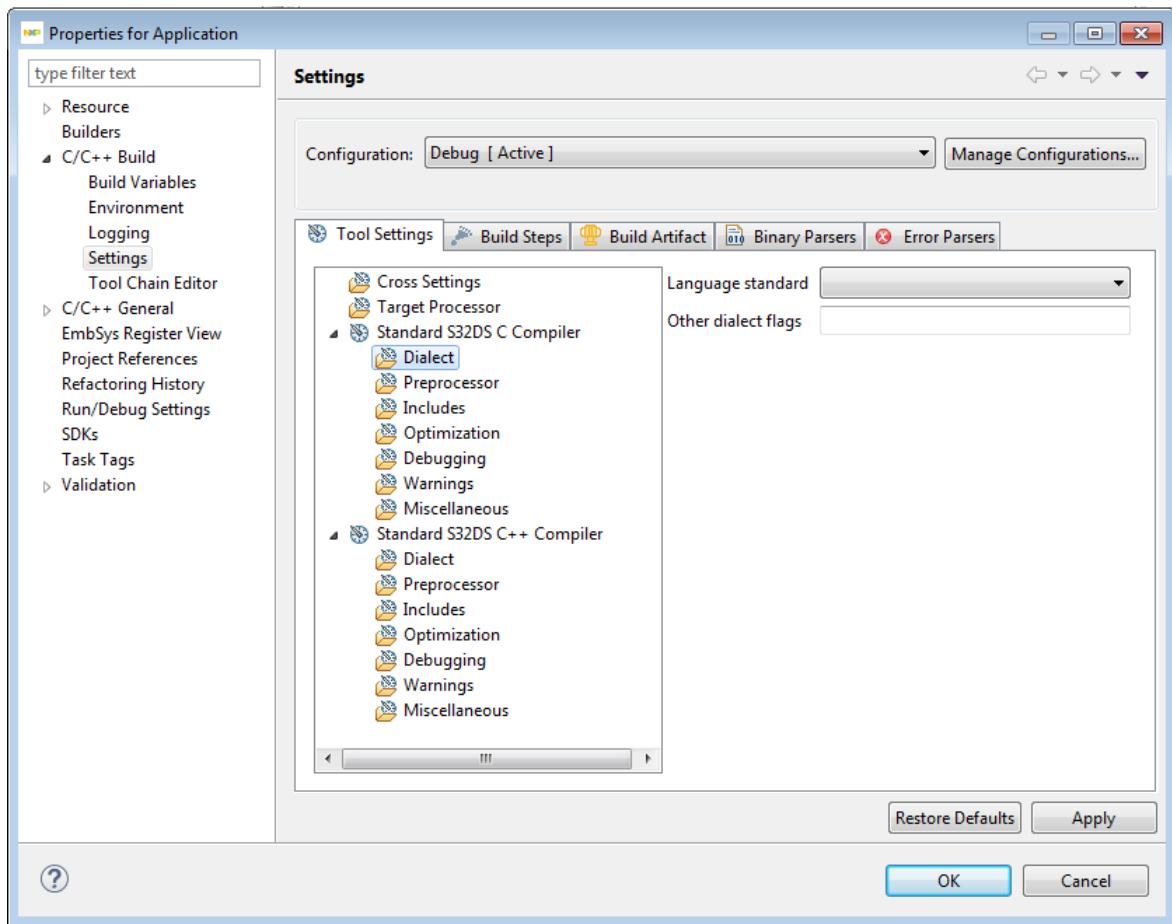 NXP Properties for Application
type filter text
Resource
Builders
C/C++ Build
Build Variables
Environment
Logging
Settings
Tool Chain Editor
C/C++ General
EmbSys Register View
Project References
Refactoring History
Run/Debug Settings
SDKs
Task Tags
Validation
Settings
Configuration: Debug [ Active ] Manage Configurations...
Tool Settings Build Steps Build Artifact Binary Parsers Error Parsers
Cross Settings
Target Processor
Standard S32DS C Compiler
Dialect
Preprocessor
Includes
Optimization
Debugging
Warnings
Miscellaneous
Standard S32DS C++ Compiler
Dialect
Preprocessor
Includes
Optimization
Debugging
Warnings
Miscellaneous
Language standard
Other dialect flags
Restore Defaults Apply
? OK Cancel